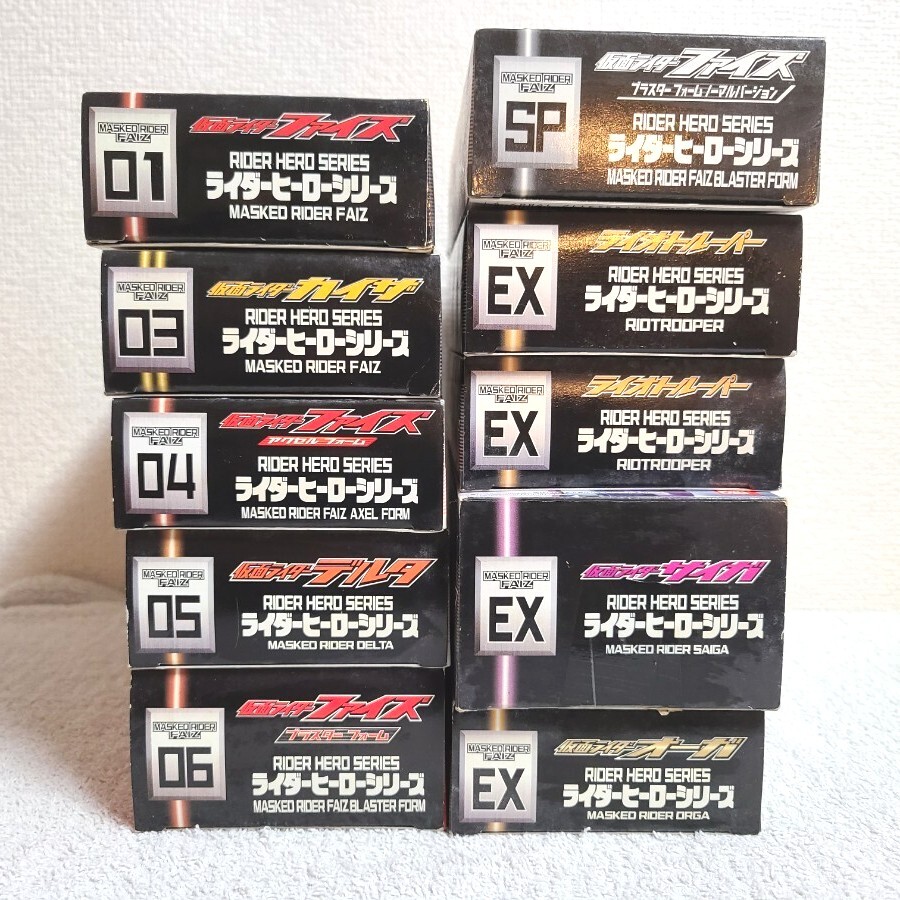 MASKED RIDER
FAIZ
01
仮面ライダーファイズ
RIDER HERO SERIES
ライダーヒーローシリーズ
MASKED RIDER FAIZ
MASKED RIDER
FAIZ
03
仮面ライダーカイザ
RIDER HERO SERIES
ライダーヒーローシリーズ
MASKED RIDER FAIZ
MASKED RIDER
FAIZ
04
仮面ライダーファイズ
アクセルフォーム
RIDER HERO SERIES
ライダーヒーローシリーズ
MASKED RIDER FAIZ AXEL FORM
MASKED RIDER
FAIZ
05
仮面ライダーデルタ
RIDER HERO SERIES
ライダーヒーローシリーズ
MASKED RIDER DELTA
MASKED RIDER
FAIZ
06
仮面ライダーファイズ
ブラスターフォーム
RIDER HERO SERIES
ライダーヒーローシリーズ
MASKED RIDER FAIZ BLASTER FORM
MASKED RIDER
FAIZ
SP
仮面ライダーファイズ
ブラスターフォームノーマルバージョン
RIDER HERO SERIES
ライダーヒーローシリーズ
MASKED RIDER FAIZ BLASTER FORM
MASKED RIDER
FAIZ
EX
ライオトルーパー
RIDER HERO SERIES
ライダーヒーローシリーズ
RIOTROOPER
MASKED RIDER
FAIZ
EX
ライオトルーパー
RIDER HERO SERIES
ライダーヒーローシリーズ
RIOTROOPER
MASKED RIDER
FAIZ
EX
仮面ライダーサイガ
RIDER HERO SERIES
ライダーヒーローシリーズ
MASKED RIDER SAIGA
MASKED RIDER
FAIZ
EX
仮面ライダーオーガ
RIDER HERO SERIES
ライダーヒーローシリーズ
MASKED RIDER ORGA